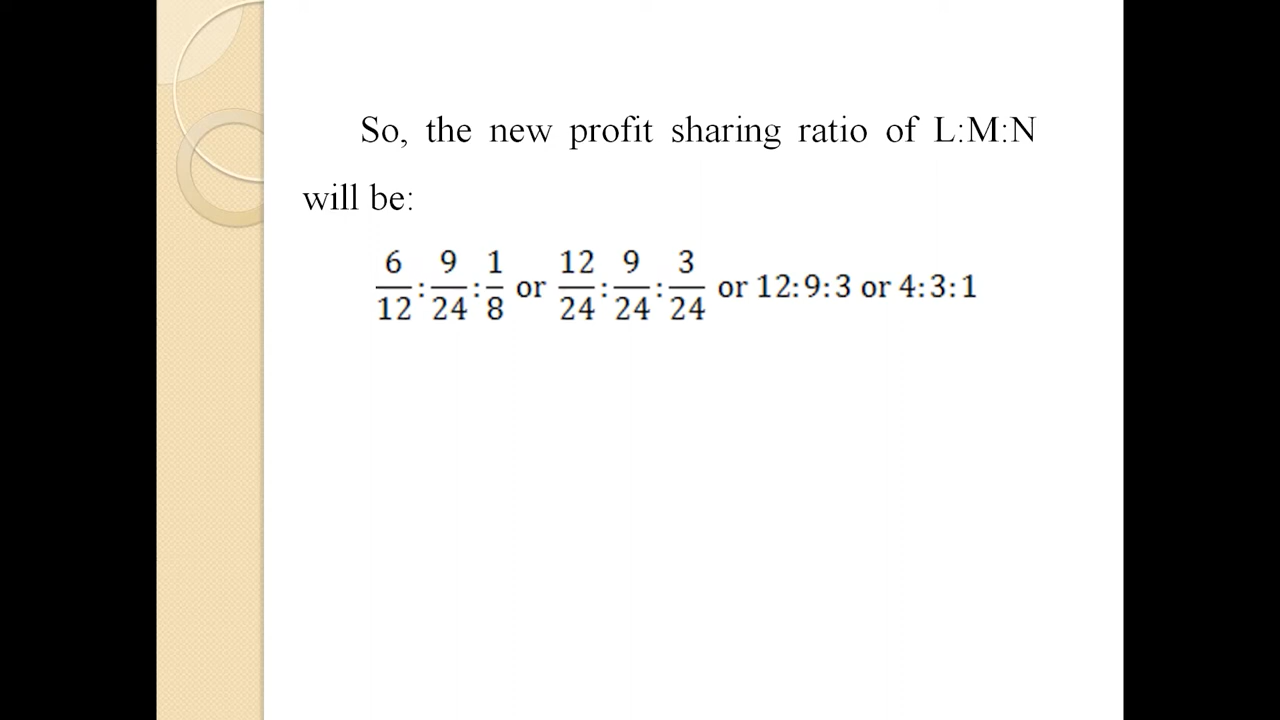 So, the new profit sharing ratio of L:M:N
will be:
6/12 : 9/24 : 1/8 or 12/24 : 9/24 : 3/24 or 12:9:3 or 4:3:1